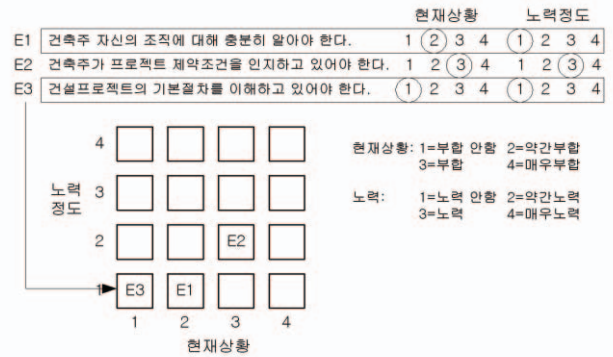 현재상황 노력정도
E1 건축주 자신의 조직에 대해 충분히 알아야 한다. 1 2 3 4 1 2 3 4
E2 건축주가 프로젝트 제약조건을 인지하고 있어야 한다. 1 2 3 4 1 2 3 4
E3 건설프로젝트의 기본절차를 이해하고 있어야 한다. 1 2 3 4 1 2 3 4
4
현재상황: 1=부합 안함 2=약간부합
3=부합 4=매우부합
노력 정도 3
노력: 1=노력 안함 2=약간노력
3=노력 4=매우노력
2 E2
1 E3 E1
1 2 3 4
현재상황